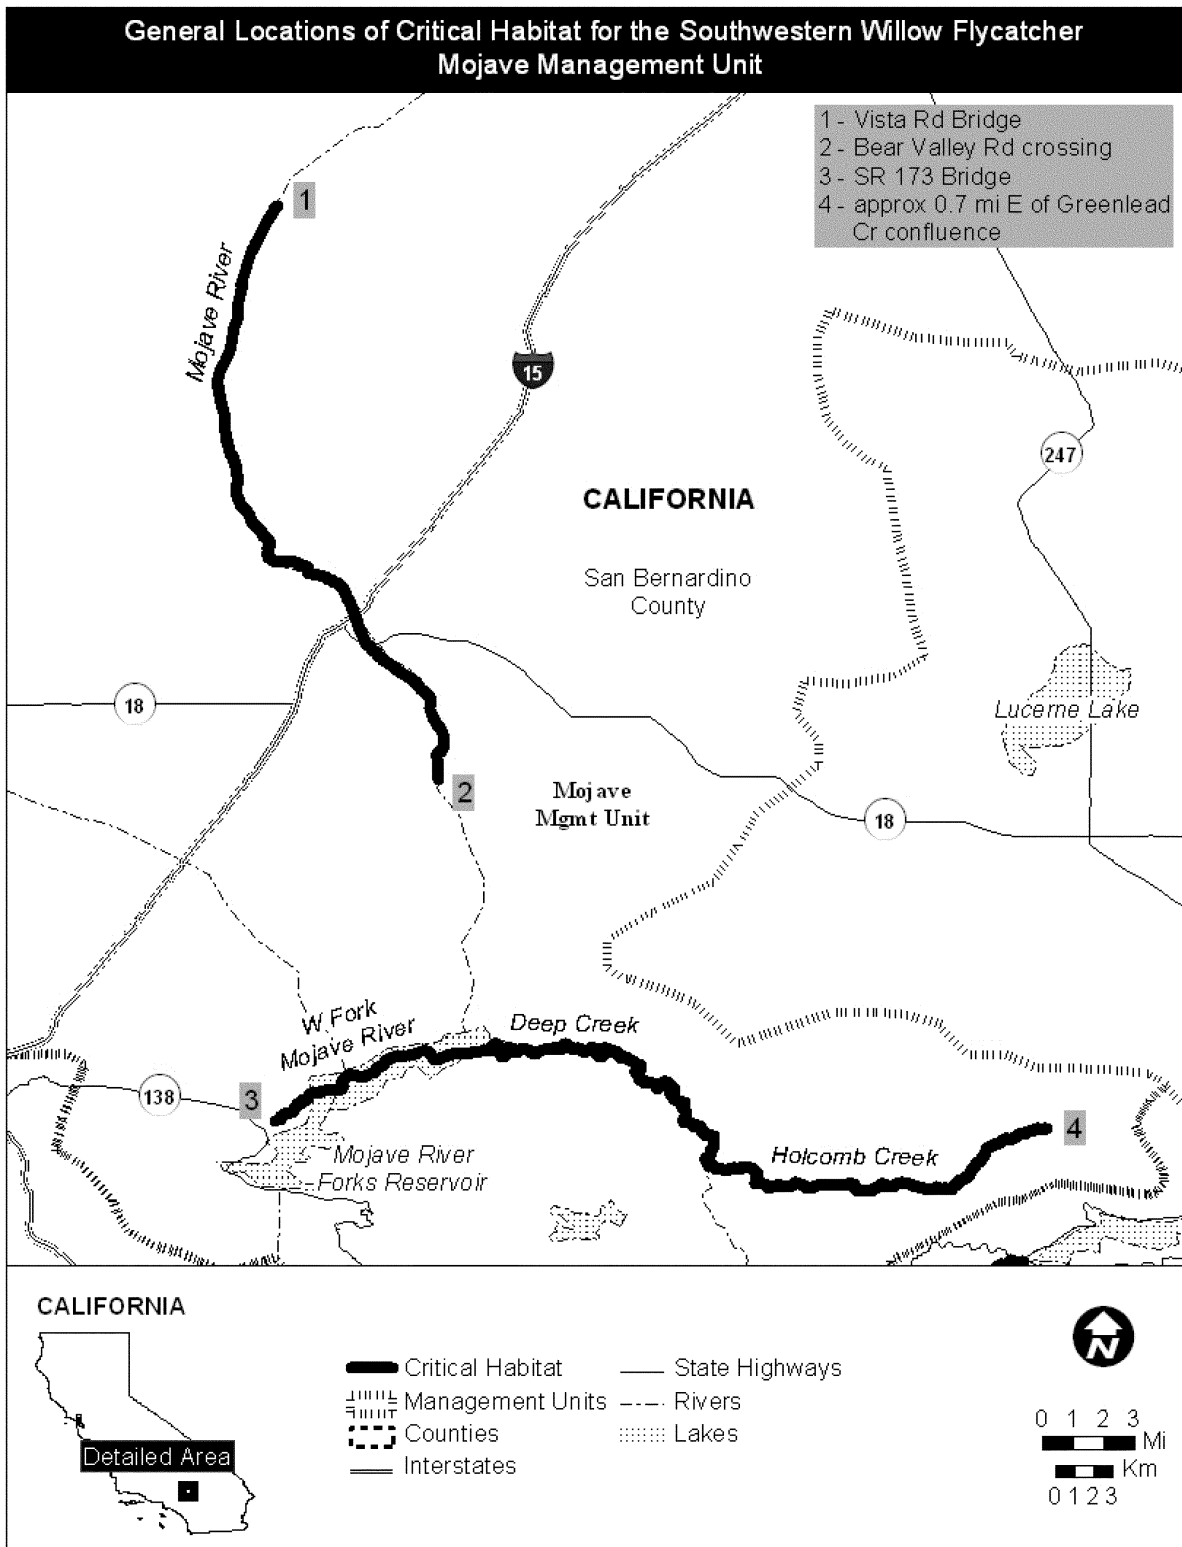 General Locations of Critical Habitat for the Southwestern Willow Flycatcher
Mojave Management Unit
1 - Vista Rd Bridge
2 - Bear Valley Rd crossing
3 - SR 173 Bridge
4 - approx 0.7 mi E of Greenlead
Cr confluence
1
Mojave River
15
247
CALIFORNIA
San Bernardino
County
18
Lucerne Lake
2
Mojave
Mgmt Unit
18
W Fork
Mojave River
Deep Creek
138
3
4
Holcomb Creek
Mojave River
Forks Reservoir
CALIFORNIA
Detailed Area
Critical Habitat
Management Units
Counties
Interstates
State Highways
Rivers
Lakes
N
0 1 2 3
Mi
Km
0 1 2 3